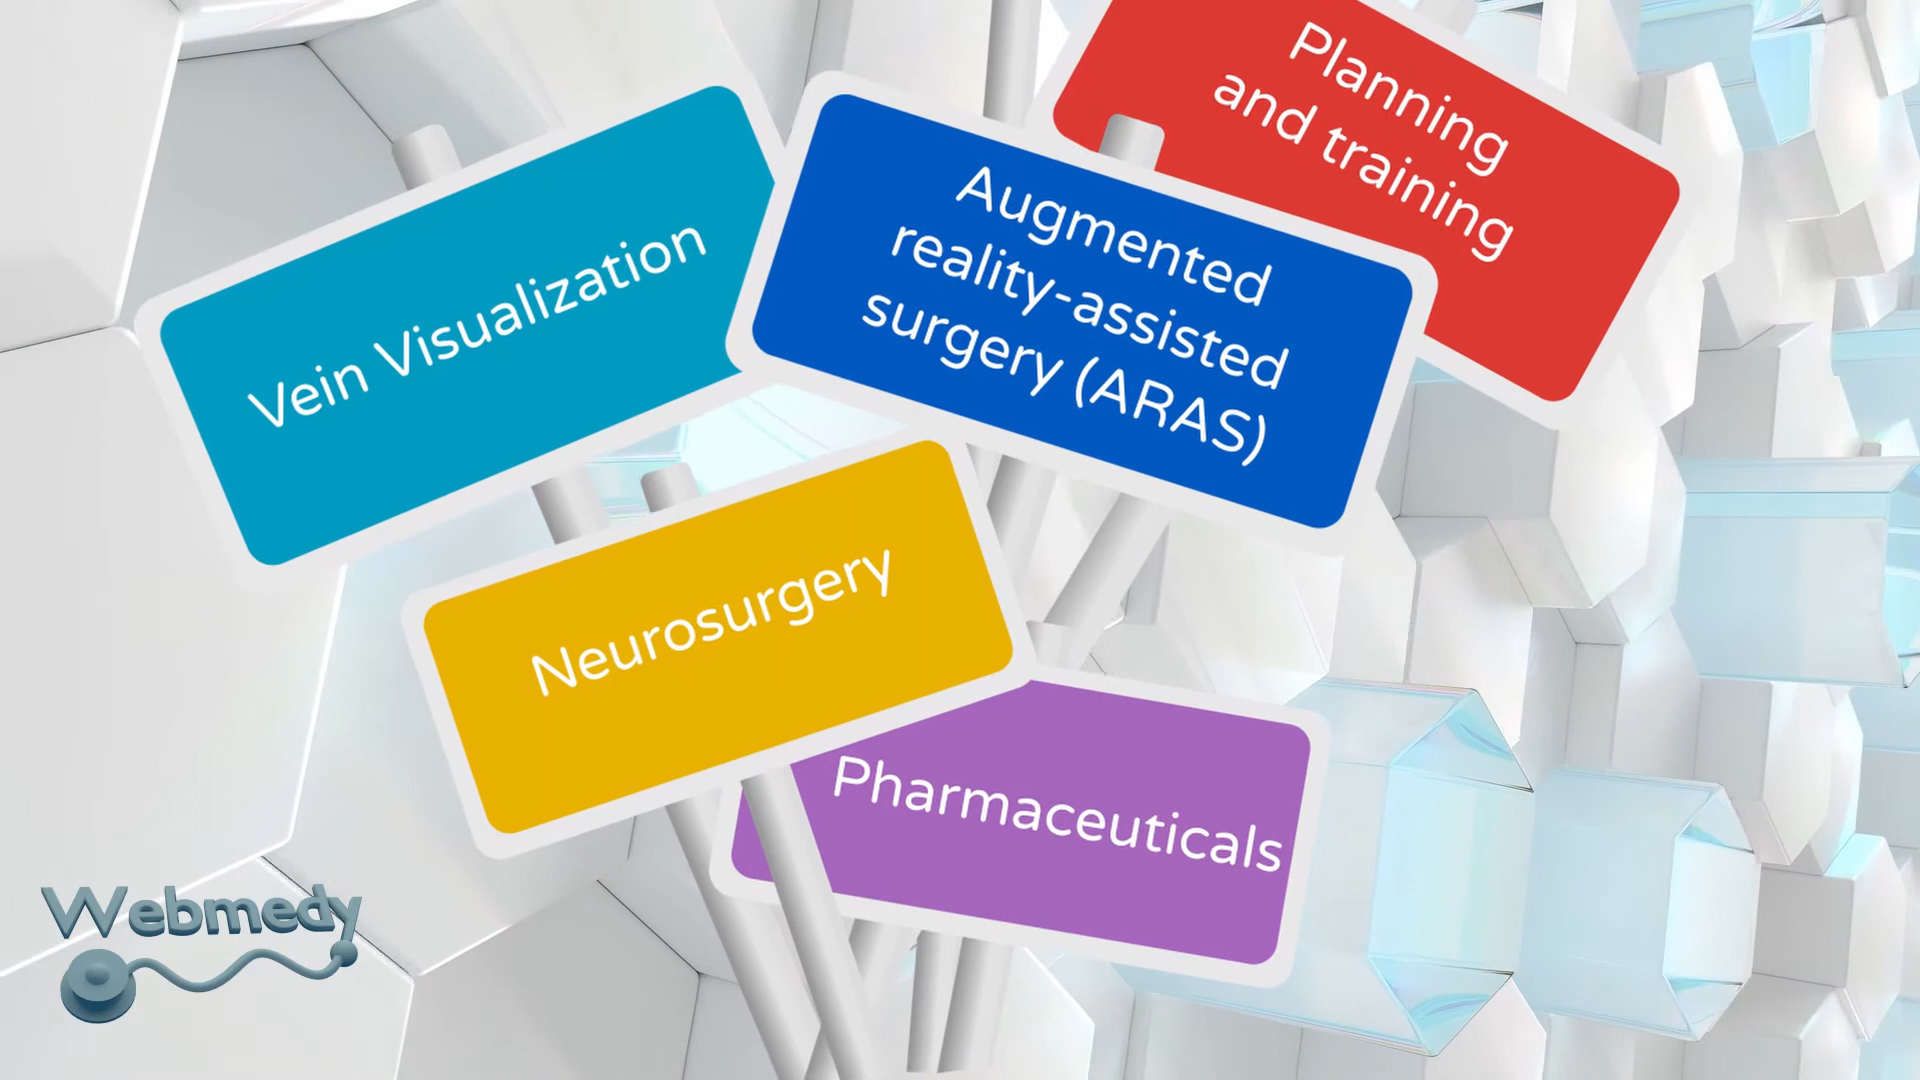 Planning
and training
Augmented
reality-assisted
surgery (ARAS)
Vein Visualization
Neurosurgery
Pharmaceuticals
Webmedy